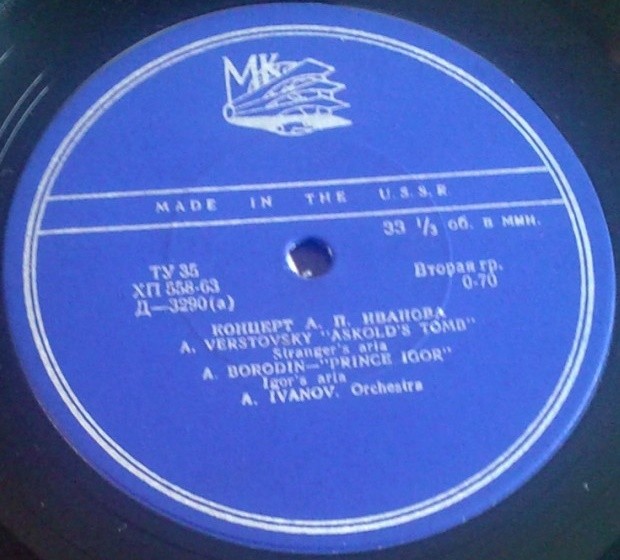 МК
MADE IN THE U.S.S.R.
33 1/3 об. в мин.
ТУ 35
ХП 558-63
Д—3290(а)
Вторая гр.
0-70
КОНЦЕРТ А. П. ИВАНОВА
A. VERSTOVSKY "ASKOLD'S TOMB"
Stranger's aria
A. BORODIN—"PRINCE IGOR"
Igor's aria
A. IVANOV. Orchestra